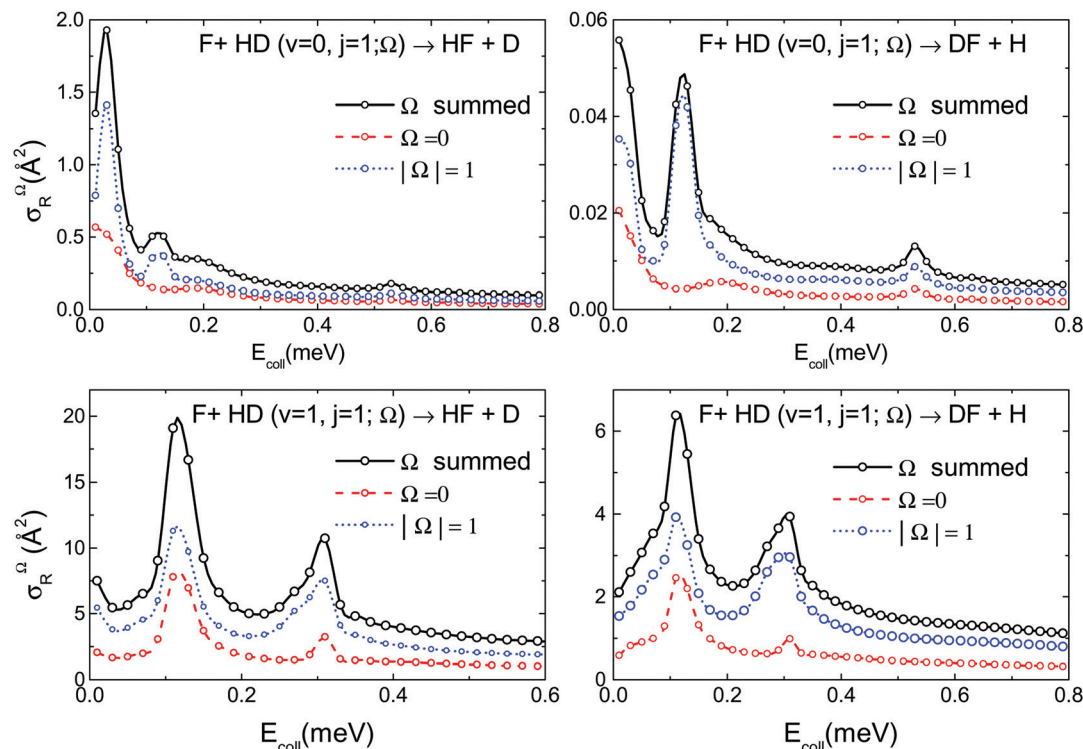 F+ HD (v=0, j=1;Ω) → HF + D
Ω summed
Ω =0
| Ω | = 1
σ_R^Ω(Å²)
2.0
1.5
1.0
0.5
0.0
0.0 0.2 0.4 0.6 0.8
E_coll(meV)
F+ HD (v=0, j=1; Ω) → DF + H
Ω summed
Ω =0
| Ω | = 1
0.06
0.04
0.02
0.00
0.0 0.2 0.4 0.6 0.8
E_coll(meV)
F+ HD (v=1, j=1; Ω) → HF + D
Ω summed
Ω =0
| Ω | = 1
σ_R^Ω (Å²)
20
15
10
5
0
0.0 0.2 0.4 0.6
E_coll(meV)
F+ HD (v=1, j=1; Ω) → DF + H
Ω summed
Ω =0
| Ω | = 1
6
4
2
0
0.0 0.2 0.4 0.6 0.8
E_coll(meV)